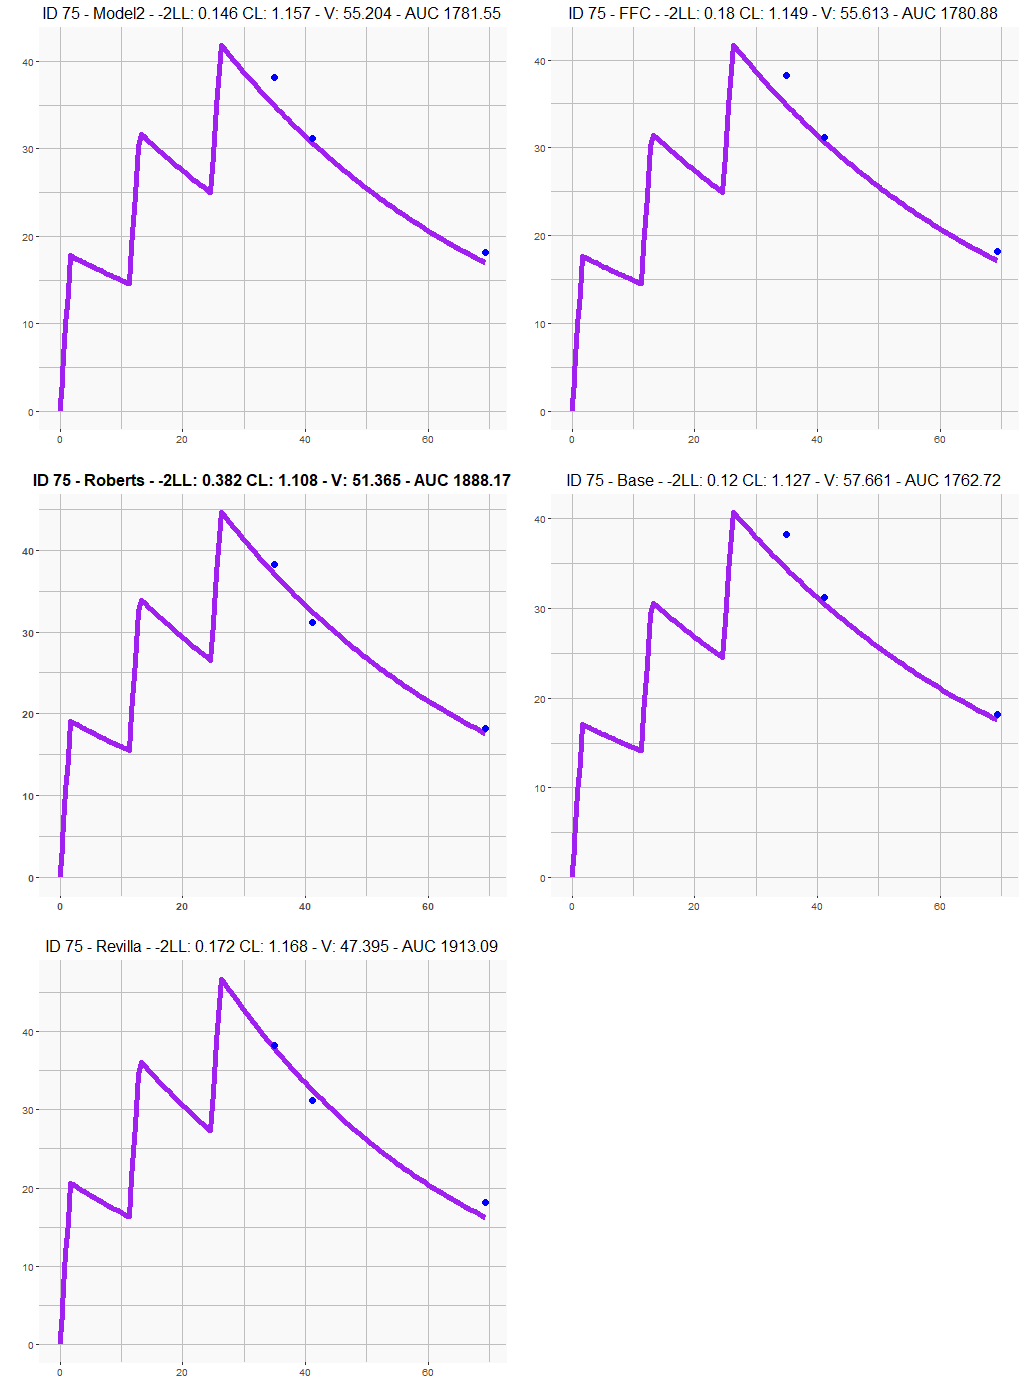 ID 75 - Model2 - -2LL: 0.146 CL: 1.157 - V: 55.204 - AUC 1781.55
40
30
20
10
0
0 20 40 60
ID 75 - FFC - -2LL: 0.18 CL: 1.149 - V: 55.613 - AUC 1780.88
40
30
20
10
0
0 20 40 60
ID 75 - Roberts - -2LL: 0.382 CL: 1.108 - V: 51.365 - AUC 1888.17
40
30
20
10
0
0 20 40 60
ID 75 - Base - -2LL: 0.12 CL: 1.127 - V: 57.661 - AUC 1762.72
40
30
20
10
0
0 20 40 60
ID 75 - Revilla - -2LL: 0.172 CL: 1.168 - V: 47.395 - AUC 1913.09
40
30
20
10
0
0 20 40 60